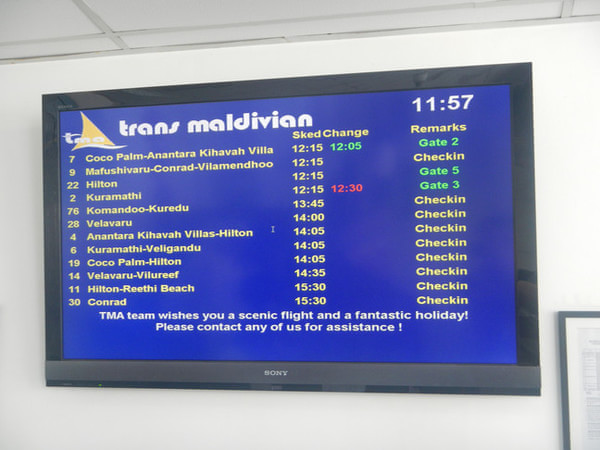 11:57
tma trans maldivian
Sked Change Remarks
7 Coco Palm-Anantara Kihavah Villa 12:15 12:05 Gate 2
9 Mafushivaru-Conrad-Vilamendhoo 12:15 Checkin
22 Hilton 12:15 Gate 5
2 Kuramathi 12:15 12:30 Gate 3
76 Komandoo-Kuredu 13:45 Checkin
28 Velavaru 14:00 Checkin
4 Anantara Kihavah Villas-Hilton 14:05 Checkin
6 Kuramathi-Veligandu 14:05 Checkin
19 Coco Palm-Hilton 14:05 Checkin
14 Velavaru-Vilureef 14:35 Checkin
11 Hilton-Reethi Beach 15:30 Checkin
30 Conrad 15:30 Checkin
TMA team wishes you a scenic flight and a fantastic holiday!
Please contact any of us for assistance !
SONY